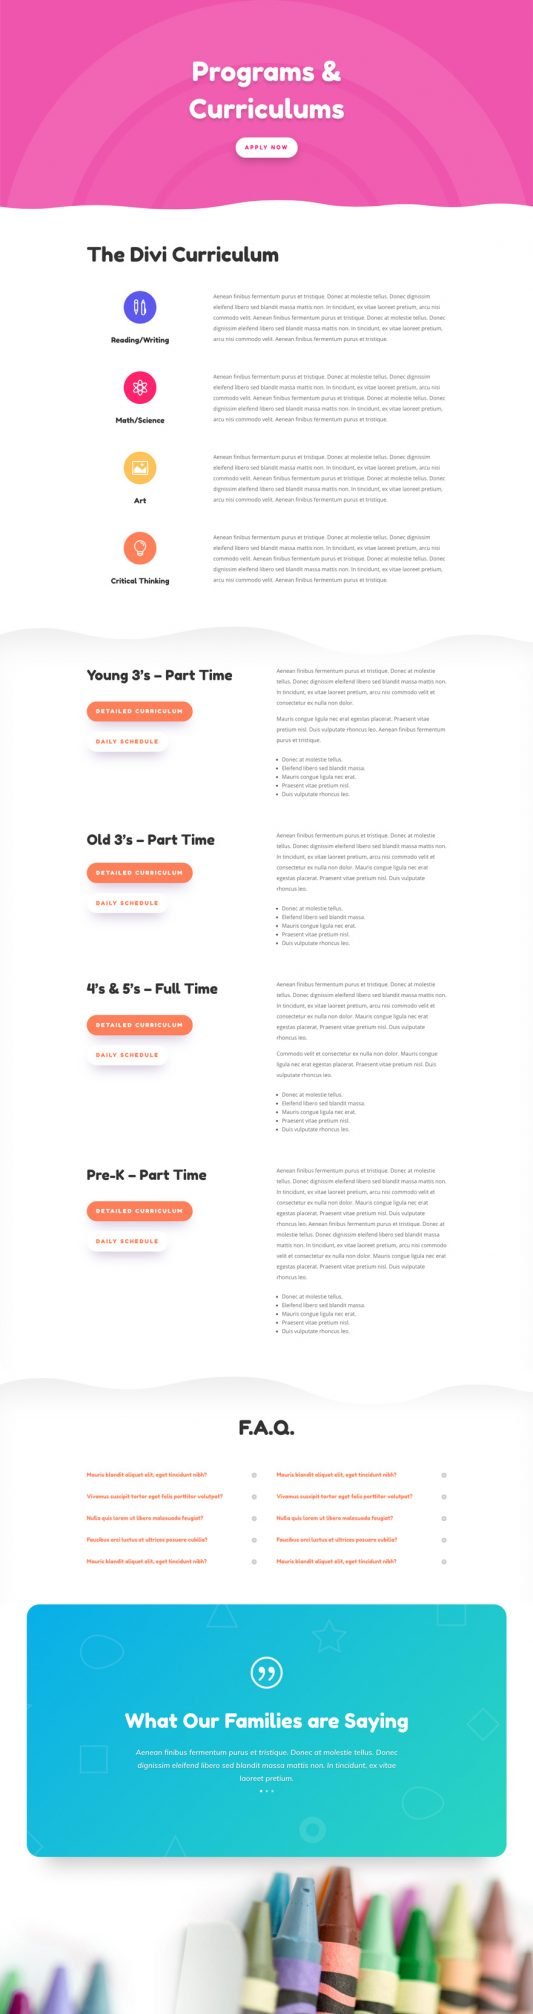 Programs &
Curriculums
APPLY NOW
The Divi Curriculum
Reading/Writing
Aenean finibus fermentum purus et tristique. Donec at molestie tellus. Donec dignissim
eleifend libero sed blandit massa mattis non. In tincidunt, ex vitae laoreet pretium, arcu nisi
commodo velit. Aenean finibus fermentum purus et tristique. Donec at molestie tellus. Donec
dignissim eleifend libero sed blandit massa mattis non. In tincidunt, ex vitae laoreet pretium,
arcu nisi commodo velit. Aenean finibus fermentum purus et tristique.
Math/Science
Aenean finibus fermentum purus et tristique. Donec at molestie tellus. Donec dignissim
eleifend libero sed blandit massa mattis non. In tincidunt, ex vitae laoreet pretium, arcu nisi
commodo velit. Aenean finibus fermentum purus et tristique. Donec at molestie tellus. Donec
dignissim eleifend libero sed blandit massa mattis non. In tincidunt, ex vitae laoreet pretium,
arcu nisi commodo velit. Aenean finibus fermentum purus et tristique.
Art
Aenean finibus fermentum purus et tristique. Donec at molestie tellus. Donec dignissim
eleifend libero sed blandit massa mattis non. In tincidunt, ex vitae laoreet pretium, arcu nisi
commodo velit. Aenean finibus fermentum purus et tristique. Donec at molestie tellus. Donec
dignissim eleifend libero sed blandit massa mattis non. In tincidunt, ex vitae laoreet pretium,
arcu nisi commodo velit. Aenean finibus fermentum purus et tristique.
Critical Thinking
Aenean finibus fermentum purus et tristique. Donec at molestie tellus. Donec dignissim
eleifend libero sed blandit massa mattis non. In tincidunt, ex vitae laoreet pretium, arcu nisi
commodo velit. Aenean finibus fermentum purus et tristique. Donec at molestie tellus. Donec
dignissim eleifend libero sed blandit massa mattis non. In tincidunt, ex vitae laoreet pretium,
arcu nisi commodo velit. Aenean finibus fermentum purus et tristique.
Young 3's – Part Time
DETAILED CURRICULUM
DAILY SCHEDULE
Aenean finibus fermentum purus et tristique. Donec at molestie
tellus. Donec dignissim eleifend libero sed blandit massa mattis non.
In tincidunt, ex vitae laoreet pretium, arcu nisi commodo velit et
consectetur ex nulla non dolor.
Mauris congue ligula nec erat egestas placerat. Praesent vitae
pretium nisl. Duis vulputate rhoncus leo. Aenean finibus fermentum
purus et tristique.
• Donec at molestie tellus.
• Eleifend libero sed blandit massa.
• Mauris congue ligula nec erat.
• Praesent vitae pretium nisl.
• Duis vulputate rhoncus leo.
Old 3's – Part Time
DETAILED CURRICULUM
DAILY SCHEDULE
Aenean finibus fermentum purus et tristique. Donec at molestie
tellus. Donec dignissim eleifend libero sed blandit massa mattis non.
In tincidunt, ex vitae laoreet pretium, arcu nisi commodo velit et
consectetur ex nulla non dolor. Mauris congue ligula nec erat
egestas placerat. Praesent vitae pretium nisl. Duis vulputate
rhoncus leo.
• Donec at molestie tellus.
• Eleifend libero sed blandit massa.
• Mauris congue ligula nec erat.
• Praesent vitae pretium nisl.
• Duis vulputate rhoncus leo.
4's & 5's – Full Time
DETAILED CURRICULUM
DAILY SCHEDULE
Aenean finibus fermentum purus et tristique. Donec at molestie
tellus. Donec dignissim eleifend libero sed blandit massa mattis non.
In tincidunt, ex vitae laoreet pretium, arcu nisi commodo velit et
consectetur ex nulla non dolor. Mauris congue ligula nec erat
egestas placerat. Praesent vitae pretium nisl. Duis vulputate
rhoncus leo.
Commodo velit et consectetur ex nulla non dolor. Mauris congue
ligula nec erat egestas placerat. Praesent vitae pretium nisl. Duis
vulputate rhoncus leo.
• Donec at molestie tellus.
• Eleifend libero sed blandit massa.
• Mauris congue ligula nec erat.
• Praesent vitae pretium nisl.
• Duis vulputate rhoncus leo.
Pre-K – Part Time
DETAILED CURRICULUM
DAILY SCHEDULE
Aenean finibus fermentum purus et tristique. Donec at molestie
tellus. Donec dignissim eleifend libero sed blandit massa mattis non.
In tincidunt, ex vitae laoreet pretium, arcu nisi commodo velit et
consectetur ex nulla non dolor. Mauris congue ligula nec erat
egestas placerat. Praesent vitae pretium nisl. Duis vulputate
rhoncus leo. Aenean finibus fermentum purus et tristique. Donec at
molestie tellus. Donec dignissim eleifend libero sed blandit massa
mattis non. In tincidunt, ex vitae laoreet pretium, arcu nisi commodo
velit et consectetur ex nulla non dolor. Mauris congue ligula nec erat
egestas placerat. Praesent vitae pretium nisl. Duis vulputate
rhoncus leo.
• Donec at molestie tellus.
• Eleifend libero sed blandit massa.
• Mauris congue ligula nec erat.
• Praesent vitae pretium nisl.
• Duis vulputate rhoncus leo.
F.A.Q.
Mauris blandit aliquet elit, eget tincidunt nibh?
Vivamus suscipit tortor eget felis porttitor volutpat?
Nulla quis lorem ut libero malesuada feugiat?
Faucibus orci luctus et ultrices posuere cubilia?
Mauris blandit aliquet elit, eget tincidunt nibh?
Mauris blandit aliquet elit, eget tincidunt nibh?
Vivamus suscipit tortor eget felis porttitor volutpat?
Nulla quis lorem ut libero malesuada feugiat?
Faucibus orci luctus et ultrices posuere cubilia?
Mauris blandit aliquet elit, eget tincidunt nibh?
What Our Families are Saying
Aenean finibus fermentum purus et tristique. Donec at molestie tellus. Donec
dignissim eleifend libero sed blandit massa mattis non. In tincidunt, ex vitae
laoreet pretium.